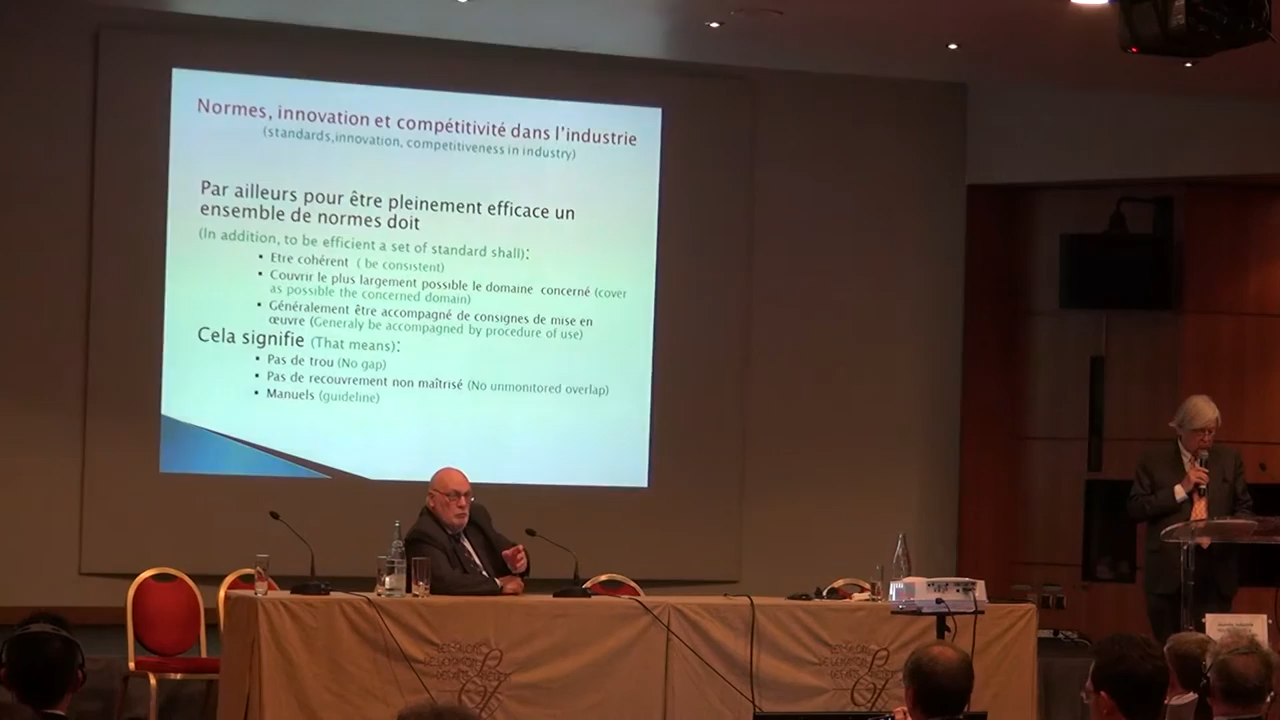 Normes, innovation et compétitivité dans l'industrie
(standards,innovation, competitiveness in industry)
Par ailleurs pour être pleinement efficace un
ensemble de normes doit
(In addition, to be efficient a set of standard shall):
▪ Etre cohérent ( be consistent)
▪ Couvrir le plus largement possible le domaine concerné (cover
as possible the concerned domain)
▪ Généralement être accompagné de consignes de mise en
œuvre (Generaly be accompagned by procedure of use)
Cela signifie (That means):
▪ Pas de trou (No gap)
▪ Pas de recouvrement non maîtrisé (No unmonitored overlap)
▪ Manuels (guideline)